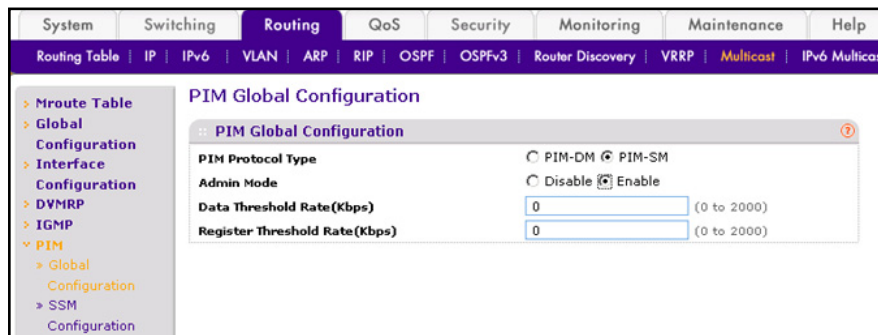 System Switching Routing QoS Security Monitoring Maintenance Help
Routing Table IP IPv6 VLAN ARP RIP OSPF OSPFv3 Router Discovery VRRP Multicast IPv6 Multicas
Mroute Table
Global
Configuration
Interface
Configuration
DVMRP
IGMP
PIM
Global
Configuration
SSM
Configuration
PIM Global Configuration
PIM Global Configuration ?
PIM Protocol Type PIM-DM PIM-SM
Admin Mode Disable Enable
Data Threshold Rate(Kbps) 0 (0 to 2000)
Register Threshold Rate(Kbps) 0 (0 to 2000)